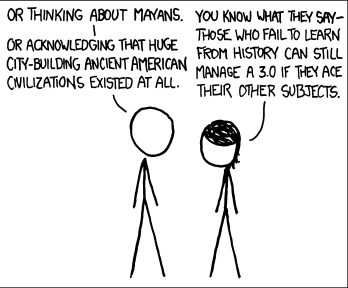 OR THINKING ABOUT MAYANS.
OR ACKNOWLEDGING THAT HUGE
CITY-BUILDING ANCIENT AMERICAN
CIVILIZATIONS EXISTED AT ALL.
YOU KNOW WHAT THEY SAY-
THOSE WHO FAIL TO LEARN
FROM HISTORY CAN STILL
MANAGE A 3.0 IF THEY ACE
THEIR OTHER SUBJECTS.